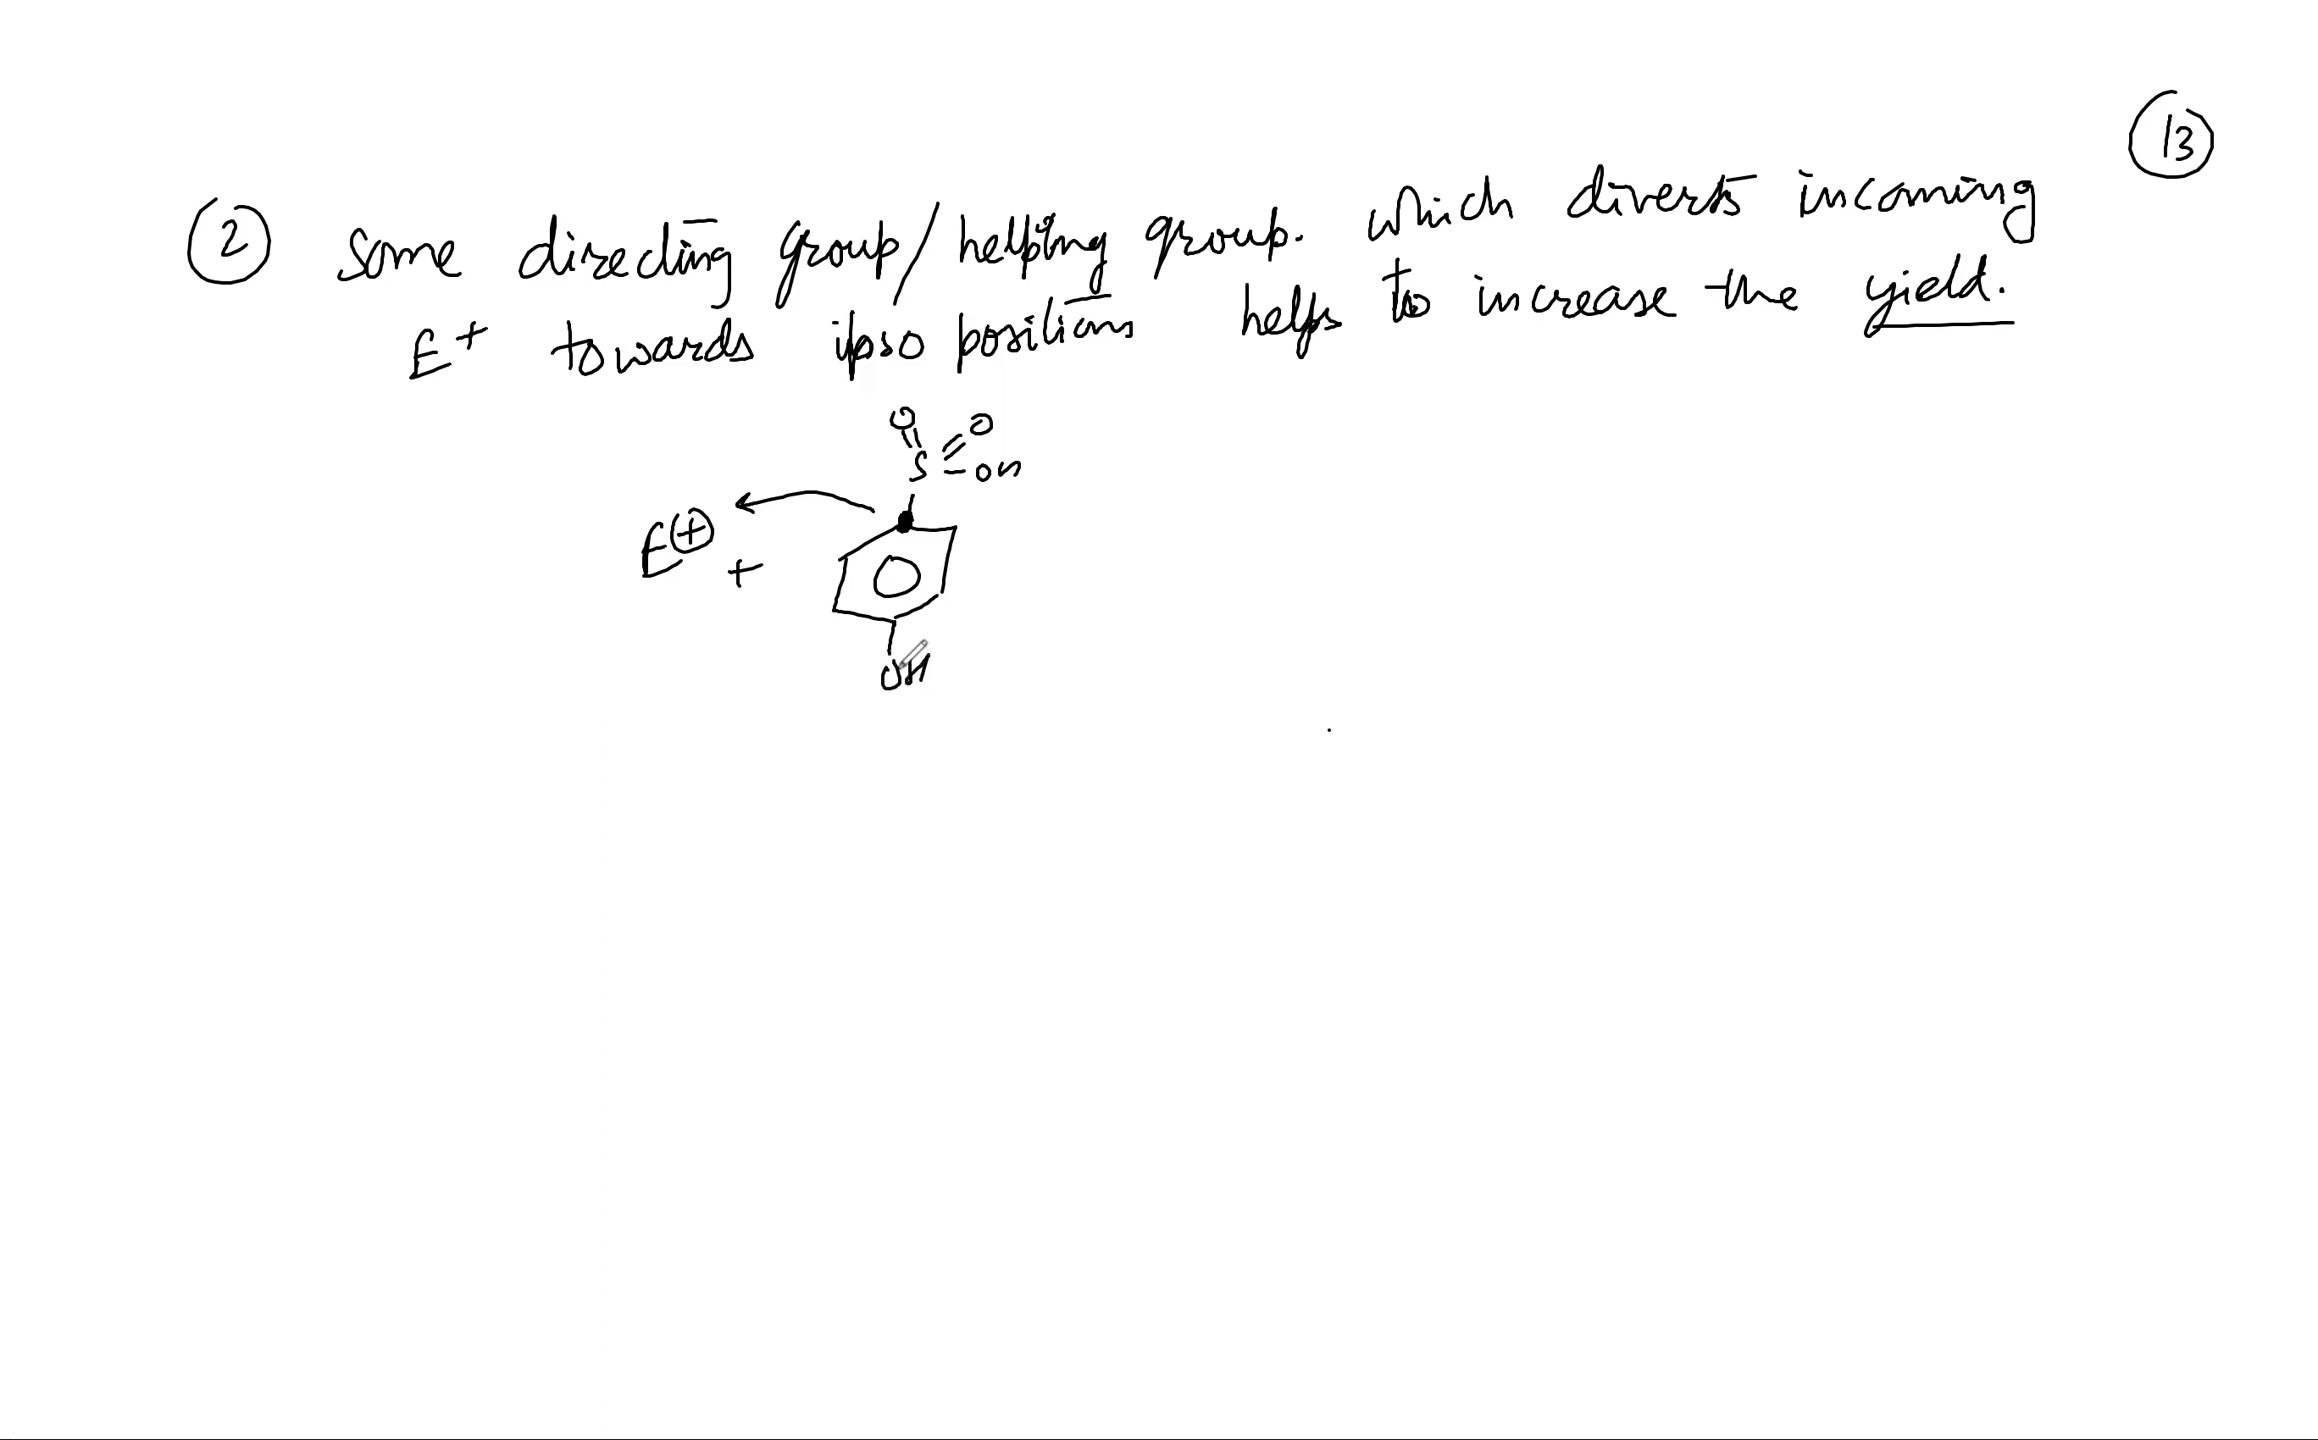 13
2 some directing group/helping group. which diverts incoming
E+ towards ipso positions helps to increase the yield.
O
O
S
OH
E+
+
OH